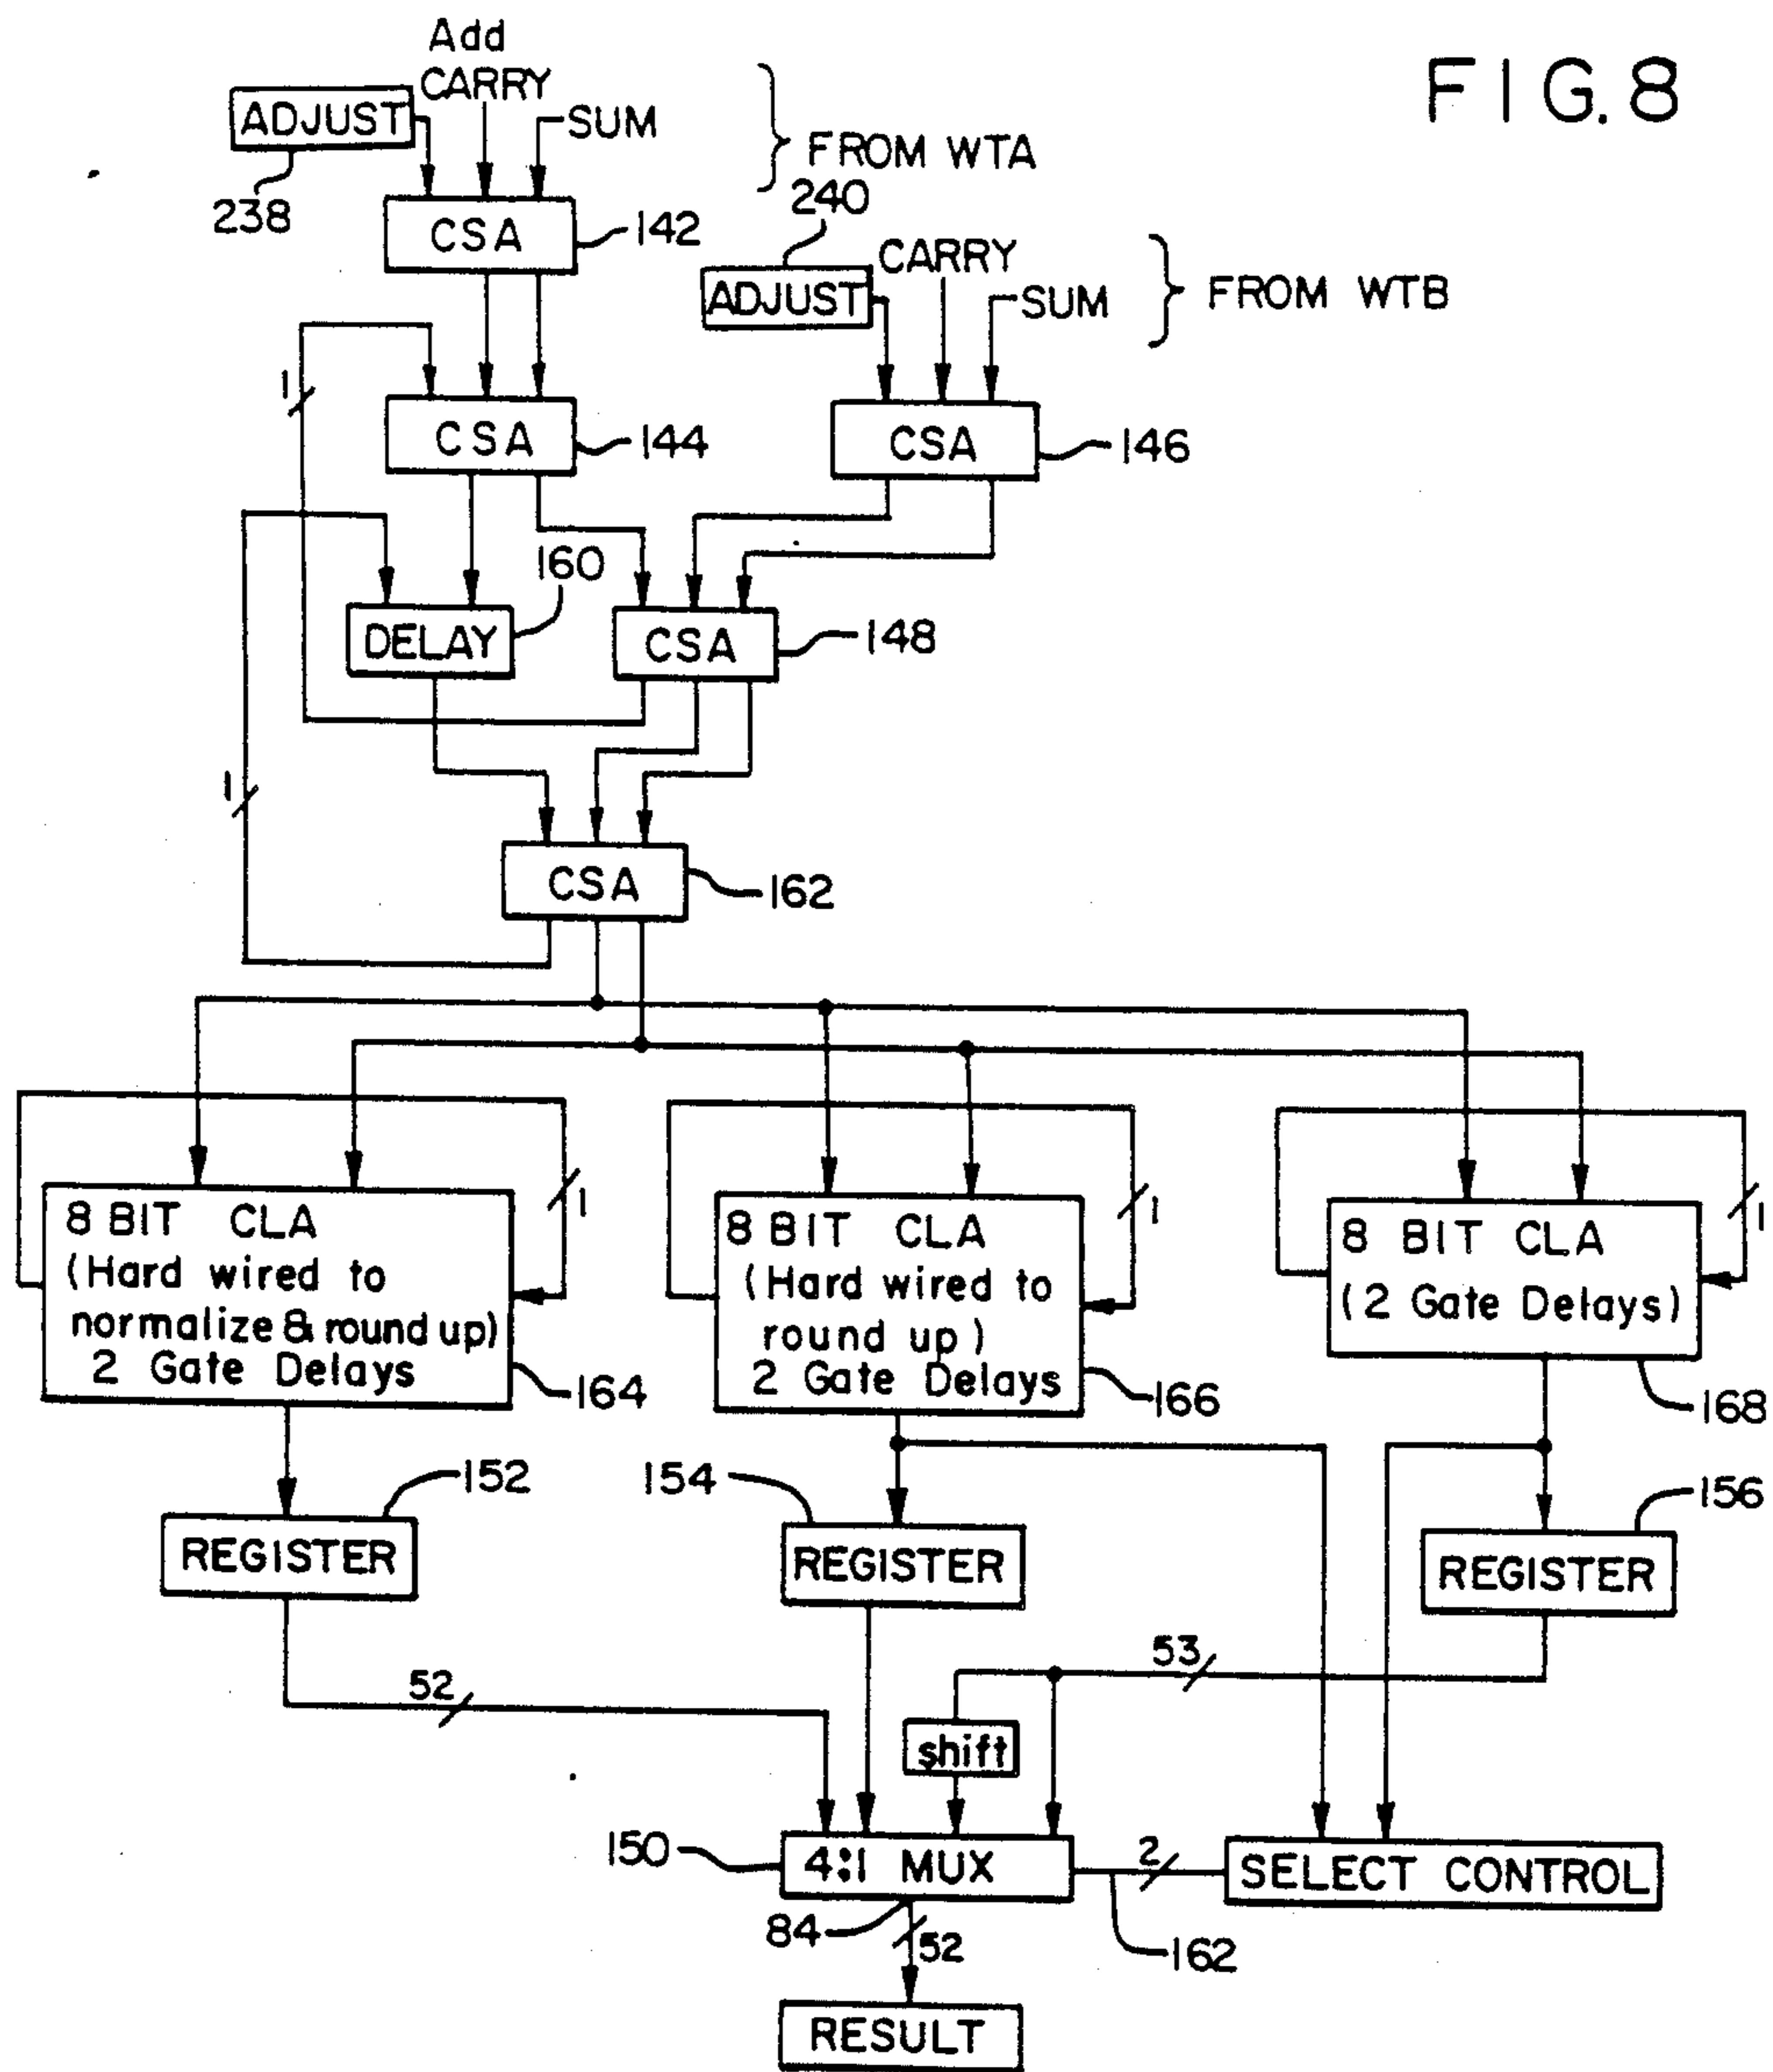 FIG. 8
Add
CARRY
ADJUST
SUM
FROM WTA
238
240
CSA
142
CARRY
ADJUST
SUM
FROM WTB
1
CSA
144
CSA
146
160
DELAY
CSA
148
1
CSA
162
8 BIT CLA
(Hard wired to
normalize & round up)
2 Gate Delays
1
164
8 BIT CLA
(Hard wired to
round up)
2 Gate Delays
1
166
8 BIT CLA
(2 Gate Delays)
1
168
152
REGISTER
154
REGISTER
156
REGISTER
52
53
shift
150
4:1 MUX
2
SELECT CONTROL
84
52
162
RESULT